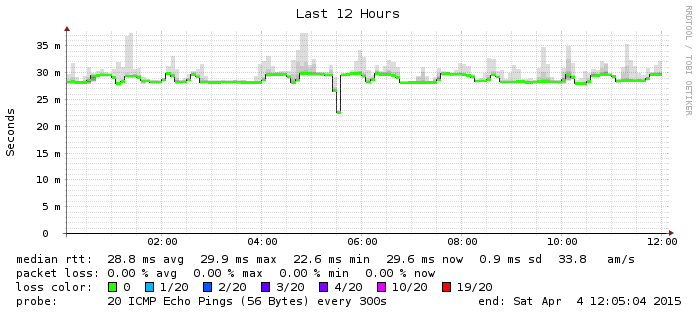 Last 12 Hours
RRDTOOL / TOBI OETIKER
Seconds
35 m
30 m
25 m
20 m
15 m
10 m
5 m
0
02:00 04:00 06:00 08:00 10:00 12:00
median rtt: 28.8 ms avg 29.9 ms max 22.6 ms min 29.6 ms now 0.9 ms sd 33.8 am/s
packet loss: 0.00 % avg 0.00 % max 0.00 % min 0.00 % now
loss color: 0 1/20 2/20 3/20 4/20 10/20 19/20
probe: 20 ICMP Echo Pings (56 Bytes) every 300s end: Sat Apr 4 12:05:04 2015